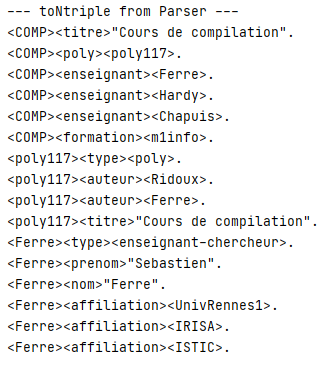 --- toNtriple from Parser ---
<COMP><titre>"Cours de compilation".
<COMP><poly><poly117>.
<COMP><enseignant><Ferre>.
<COMP><enseignant><Hardy>.
<COMP><enseignant><Chapuis>.
<COMP><formation><m1info>.
<poly117><type><poly>.
<poly117><auteur><Ridoux>.
<poly117><auteur><Ferre>.
<poly117><titre>"Cours de compilation".
<Ferre><type><enseignant-chercheur>.
<Ferre><prenom>"Sebastien".
<Ferre><nom>"Ferre".
<Ferre><affiliation><UnivRennes1>.
<Ferre><affiliation><IRISA>.
<Ferre><affiliation><ISTIC>.